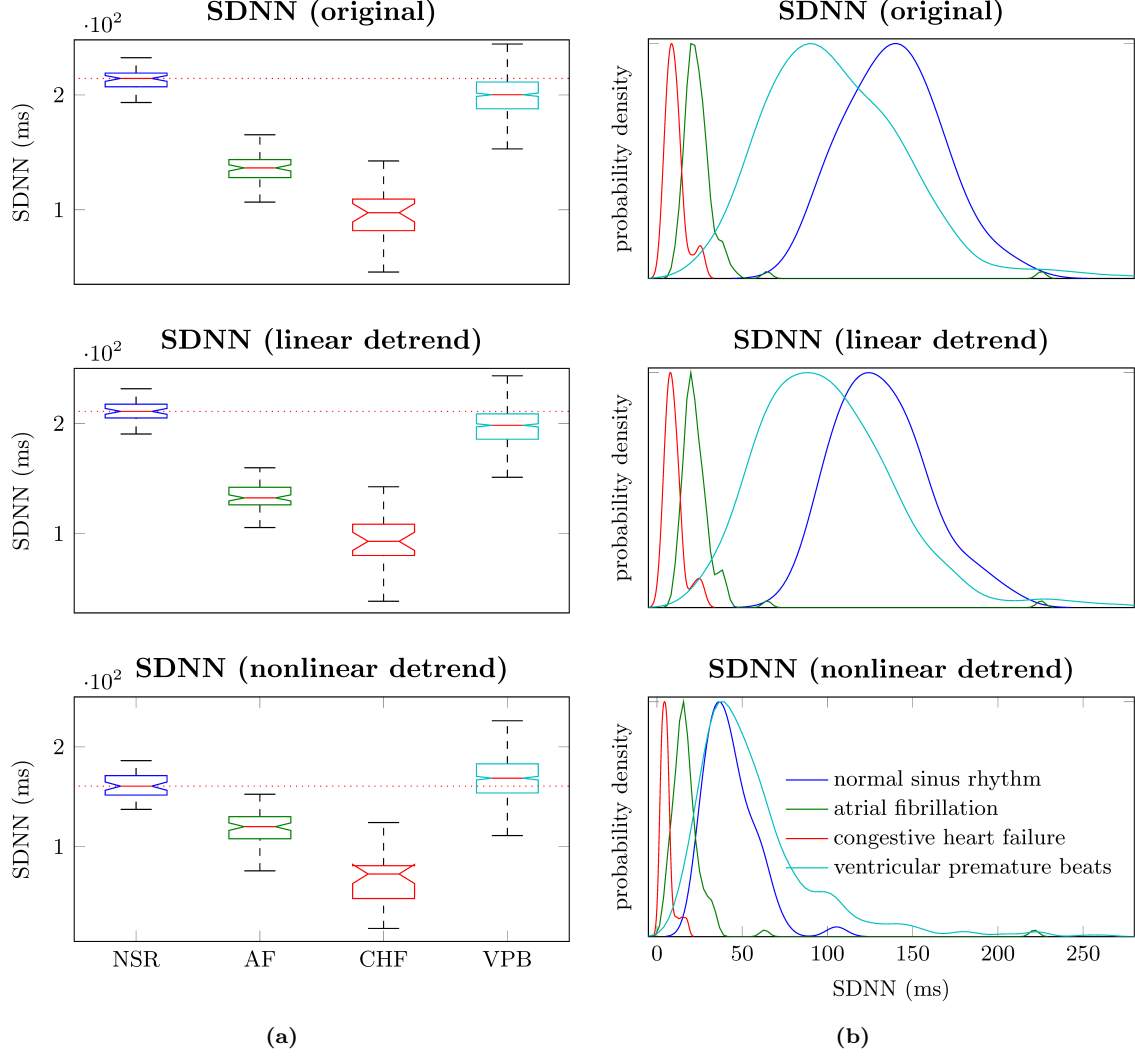 SDNN (original)
·10²
SDNN (ms)
2
1
SDNN (linear detrend)
·10²
SDNN (ms)
2
1
SDNN (nonlinear detrend)
·10²
SDNN (ms)
2
1
NSR AF CHF VPB
(a)
SDNN (original)
probability density
SDNN (linear detrend)
probability density
SDNN (nonlinear detrend)
probability density
normal sinus rhythm
atrial fibrillation
congestive heart failure
ventricular premature beats
0 50 100 150 200 250
SDNN (ms)
(b)